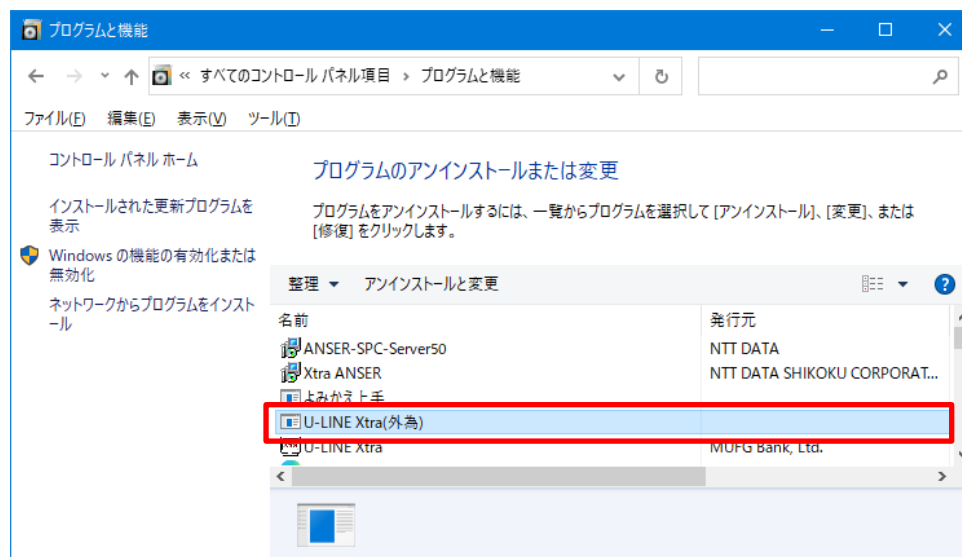 プログラムと機能
« すべてのコントロール パネル項目 › プログラムと機能
ファイル(F) 編集(E) 表示(V) ツール(T)
コントロール パネル ホーム
インストールされた更新プログラムを
表示
Windows の機能の有効化または
無効化
ネットワークからプログラムをインスト
ール
プログラムのアンインストールまたは変更
プログラムをアンインストールするには、一覧からプログラムを選択して [アンインストール]、[変更]、または
[修復] をクリックします。
整理 アンインストールと変更
名前 発行元
ANSER-SPC-Server50 NTT DATA
Xtra ANSER NTT DATA SHIKOKU CORPORAT...
よみかえ上手
U-LINE Xtra(外為)
U-LINE Xtra MUFG Bank, Ltd.